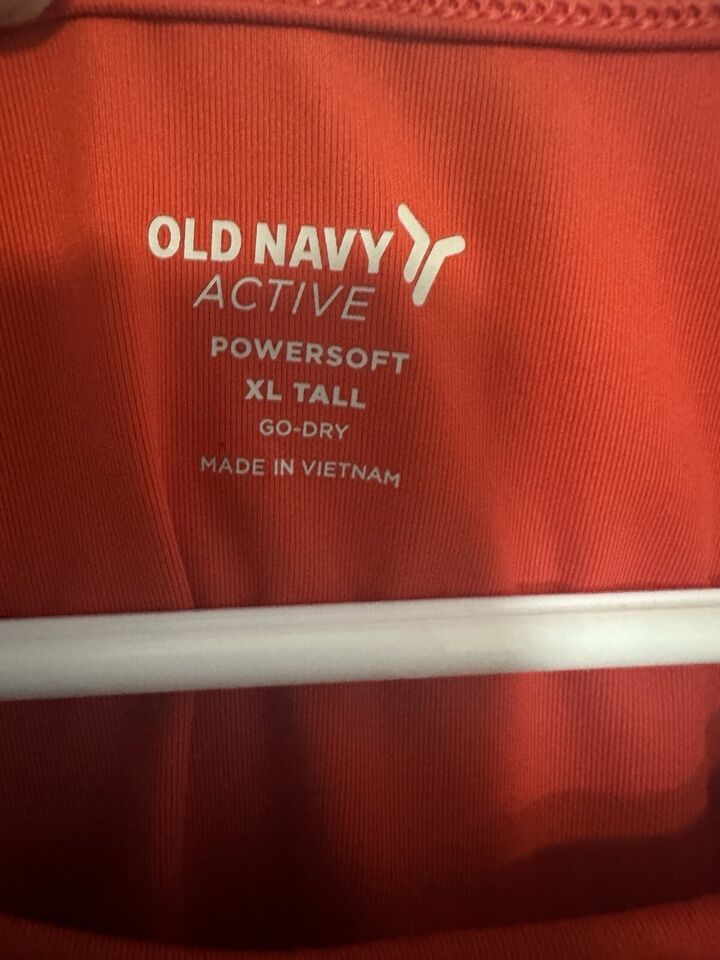 OLD NAVY
ACTIVE
POWERSOFT
XL TALL
GO-DRY
MADE IN VIETNAM